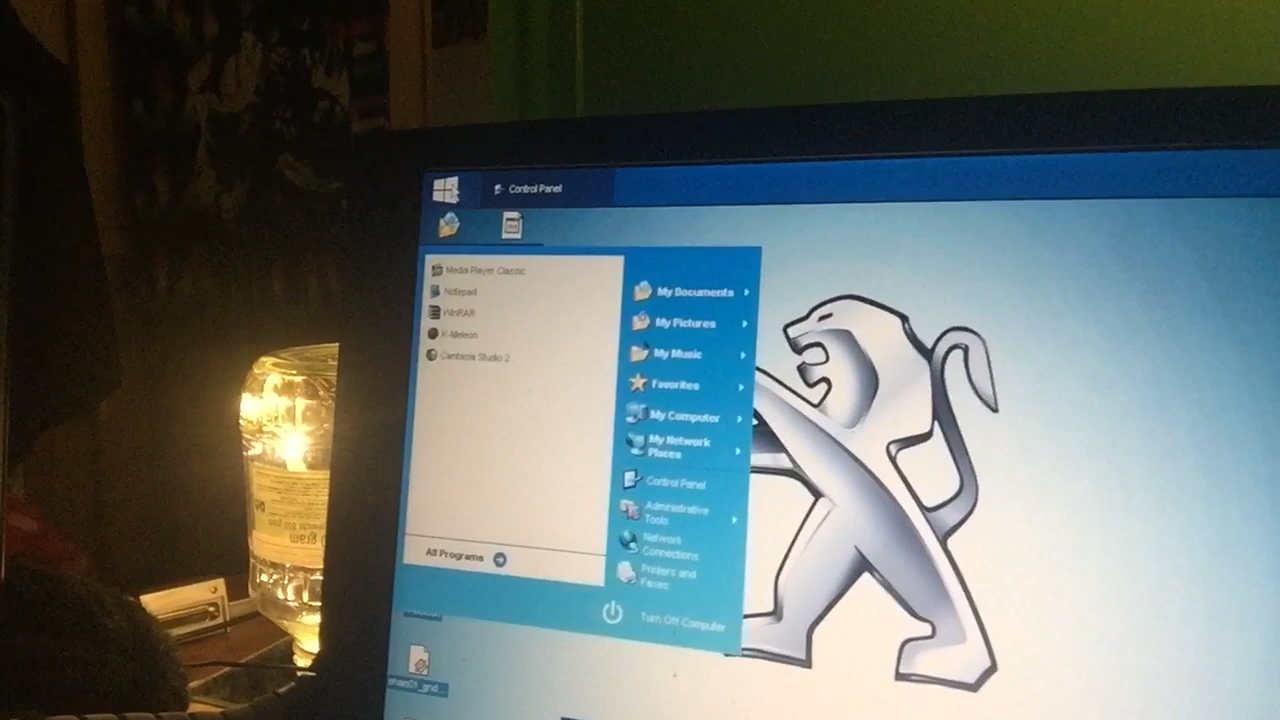 Control Panel
Media Player Classic
Notepad
WinRAR
K-Meleon
Camtasia Studio 2
All Programs
My Documents
My Pictures
My Music
Favorites
My Computer
My Network
Places
Control Panel
Administrative
Tools
Network
Connections
Printers and
Faxes
Turn Off Computer
gram